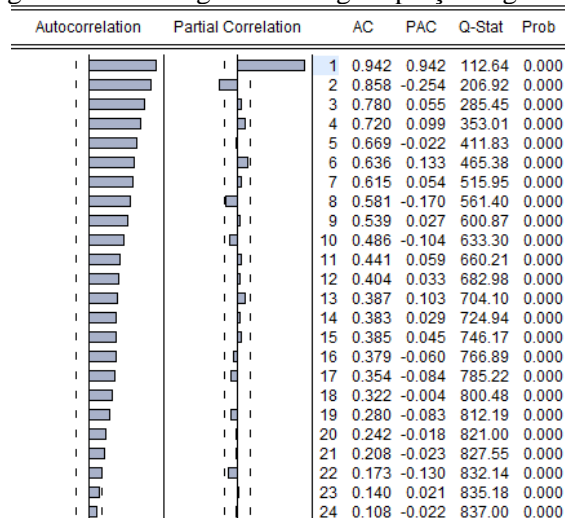 Autocorrelation Partial Correlation AC PAC Q-Stat Prob
1 0.942 0.942 112.64 0.000
2 0.858 -0.254 206.92 0.000
3 0.780 0.055 285.45 0.000
4 0.720 0.099 353.01 0.000
5 0.669 -0.022 411.83 0.000
6 0.636 0.133 465.38 0.000
7 0.615 0.054 515.95 0.000
8 0.581 -0.170 561.40 0.000
9 0.539 0.027 600.87 0.000
10 0.486 -0.104 633.30 0.000
11 0.441 0.059 660.21 0.000
12 0.404 0.033 682.98 0.000
13 0.387 0.103 704.10 0.000
14 0.383 0.029 724.94 0.000
15 0.385 0.045 746.17 0.000
16 0.379 -0.060 766.89 0.000
17 0.354 -0.084 785.22 0.000
18 0.322 -0.004 800.48 0.000
19 0.280 -0.083 812.19 0.000
20 0.242 -0.018 821.00 0.000
21 0.208 -0.023 827.55 0.000
22 0.173 -0.130 832.14 0.000
23 0.140 0.021 835.18 0.000
24 0.108 -0.022 837.00 0.000